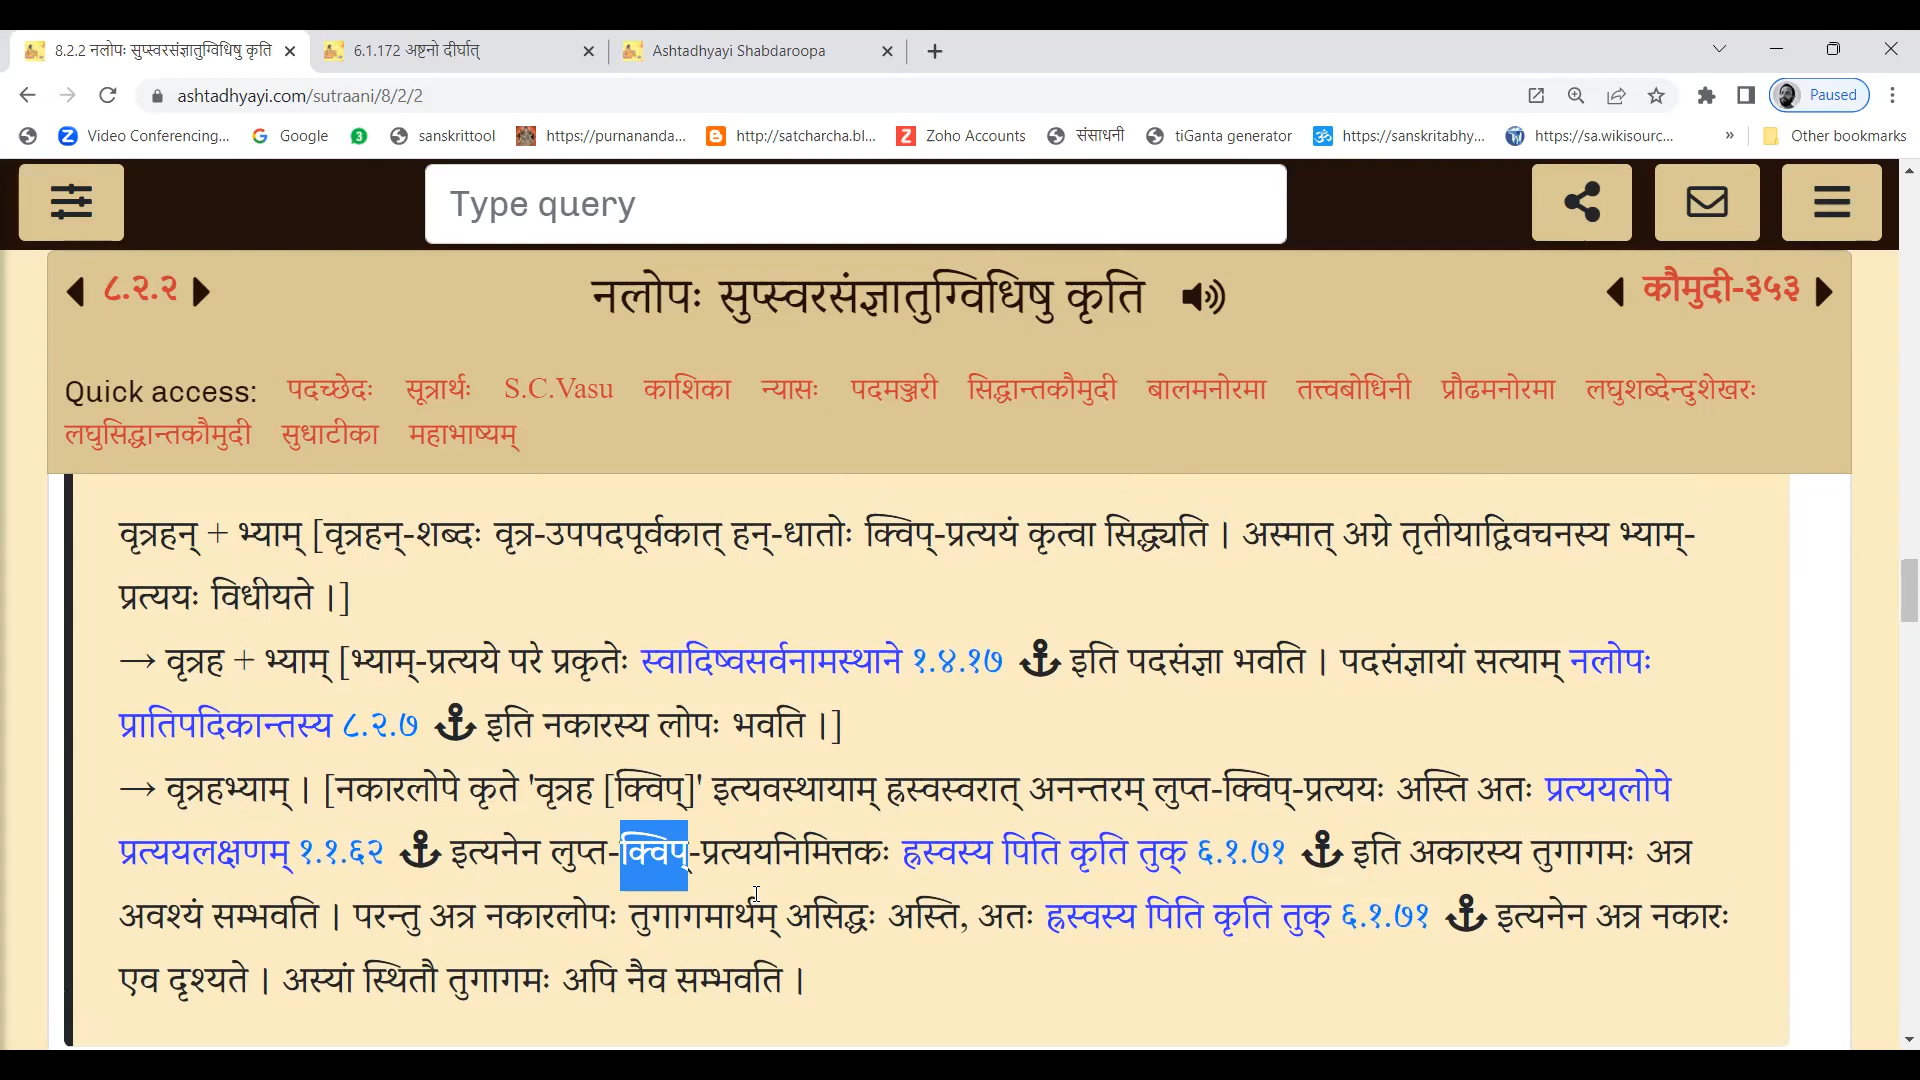 8.2.2 नलोपः सुप्स्वरसंज्ञातुग्विधिषु कृति
6.1.172 अष्टनो दीर्घात्
Ashtadhyayi Shabdaroopa
ashtadhyayi.com/sutraani/8/2/2
Paused
Video Conferencing...
Google
3
sanskrittool
https://purnananda...
http://satcharcha.bl...
Zoho Accounts
संसाधनी
tiGanta generator
https://sanskritabhy...
https://sa.wikisourc...
»
Other bookmarks
Type query
८.२.२
नलोपः सुप्स्वरसंज्ञातुग्विधिषु कृति
कौमुदी-३५३
Quick access: पदच्छेदः सूत्रार्थः S.C.Vasu काशिका न्यासः पदमञ्जरी सिद्धान्तकौमुदी बालमनोरमा तत्त्वबोधिनी प्रौढमनोरमा लघुशब्देन्दुशेखरः
लघुसिद्धान्तकौमुदी सुधाटीका महाभाष्यम्
वृत्रहन् + भ्याम् [वृत्रहन्-शब्दः वृत्र-उपपदपूर्वकात् हन्-धातोः क्विप्-प्रत्ययं कृत्वा सिद्ध्यति । अस्मात् अग्रे तृतीयाद्विवचनस्य भ्याम्-
प्रत्ययः विधीयते ।]
→ वृत्रह + भ्याम् [भ्याम्-प्रत्यये परे प्रकृतेः स्वादिष्वसर्वनामस्थाने १.४.१७ इति पदसंज्ञा भवति । पदसंज्ञायां सत्याम् नलोपः
प्रातिपदिकान्तस्य ८.२.७ इति नकारस्य लोपः भवति ।]
→ वृत्रहभ्याम् । [नकारलोपे कृते 'वृत्रह [क्विप्]' इत्यवस्थायाम् ह्रस्वस्वरात् अनन्तरम् लुप्त-क्विप्-प्रत्ययः अस्ति अतः प्रत्ययलोपे
प्रत्ययलक्षणम् १.१.६२ इत्यनेन लुप्त-क्विप्-प्रत्ययनिमित्तकः ह्रस्वस्य पिति कृति तुक् ६.१.७१ इति अकारस्य तुगागमः अत्र
अवश्यं सम्भवति । परन्तु अत्र नकारलोपः तुगागमार्थम् असिद्धः अस्ति, अतः ह्रस्वस्य पिति कृति तुक् ६.१.७१ इत्यनेन अत्र नकारः
एव दृश्यते । अस्यां स्थितौ तुगागमः अपि नैव सम्भवति ।